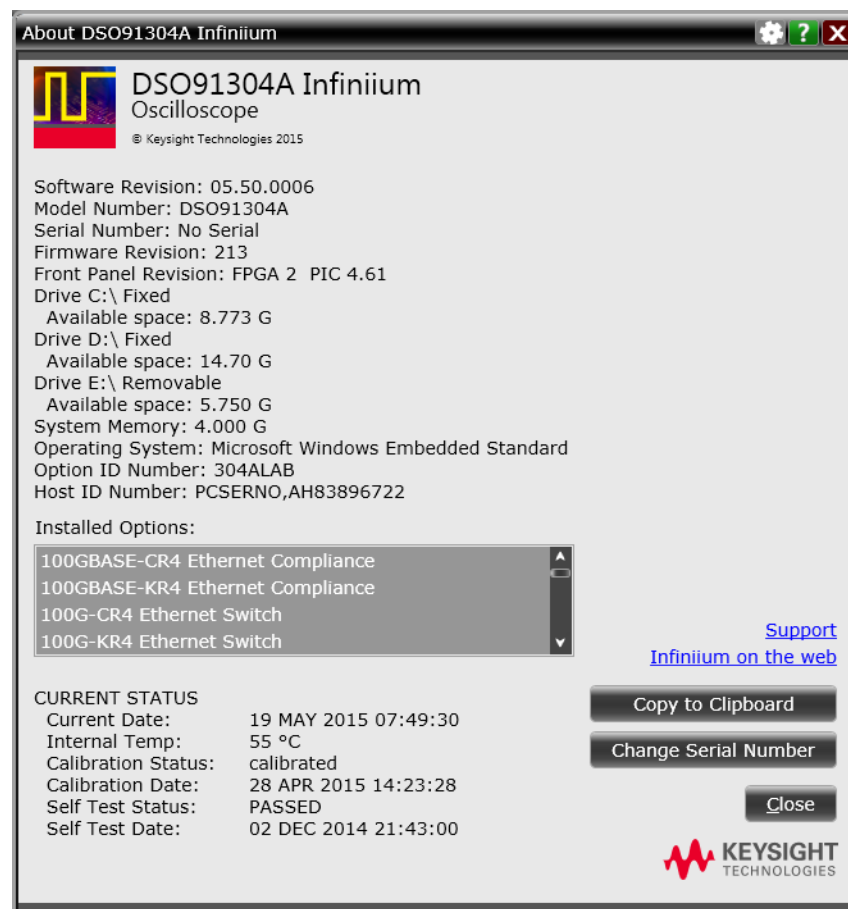 About DSO91304A Infiniium
?
X
DSO91304A Infiniium
Oscilloscope
© Keysight Technologies 2015
Software Revision: 05.50.0006
Model Number: DSO91304A
Serial Number: No Serial
Firmware Revision: 213
Front Panel Revision: FPGA 2  PIC 4.61
Drive C:\ Fixed
Available space: 8.773 G
Drive D:\ Fixed
Available space: 14.70 G
Drive E:\ Removable
Available space: 5.750 G
System Memory: 4.000 G
Operating System: Microsoft Windows Embedded Standard
Option ID Number: 304ALAB
Host ID Number: PCSERNO,AH83896722
Installed Options:
100GBASE-CR4 Ethernet Compliance
100GBASE-KR4 Ethernet Compliance
100G-CR4 Ethernet Switch
100G-KR4 Ethernet Switch
Support
Infiniium on the web
CURRENT STATUS
Current Date: 19 MAY 2015 07:49:30
Internal Temp: 55 °C
Calibration Status: calibrated
Calibration Date: 28 APR 2015 14:23:28
Self Test Status: PASSED
Self Test Date: 02 DEC 2014 21:43:00
Copy to Clipboard
Change Serial Number
Close
KEYSIGHT
TECHNOLOGIES